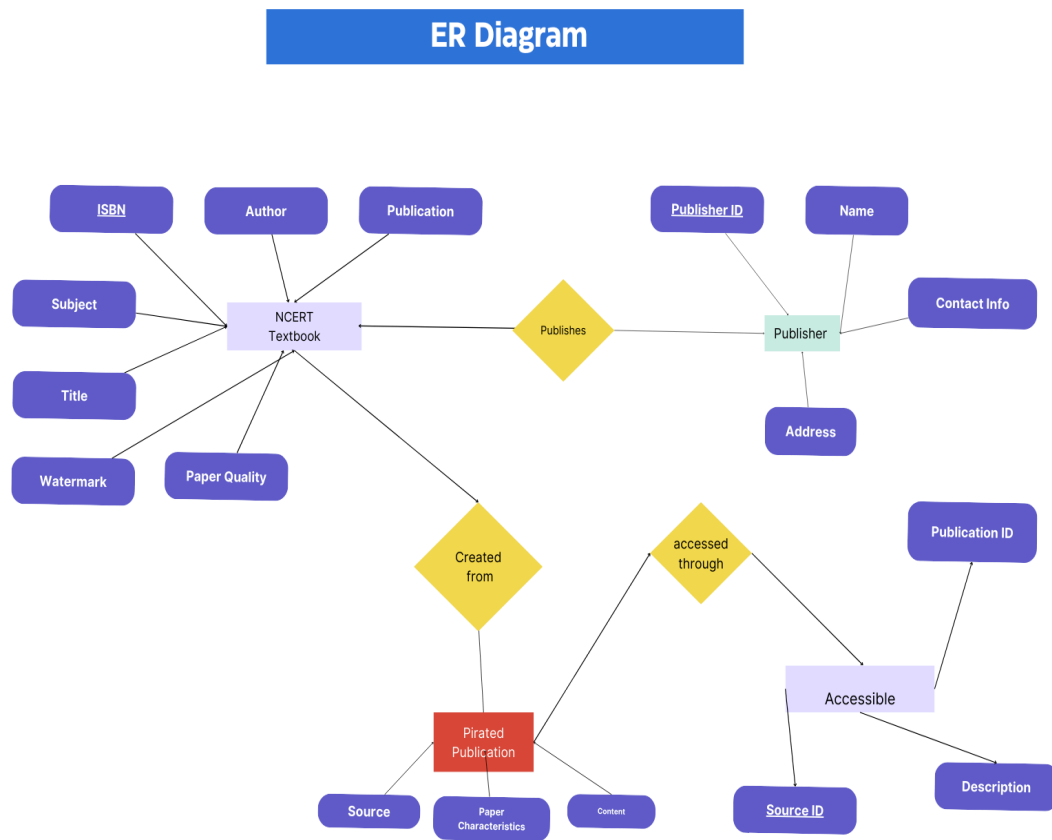 ER Diagram
ISBN
Author
Publication
Publisher ID
Name
Subject
Contact Info
NCERT
Textbook
Publishes
Publisher
Title
Address
Watermark
Paper Quality
Created
from
accessed
through
Publication ID
Accessible
Pirated
Publication
Source
Paper
Characteristics
Content
Source ID
Description